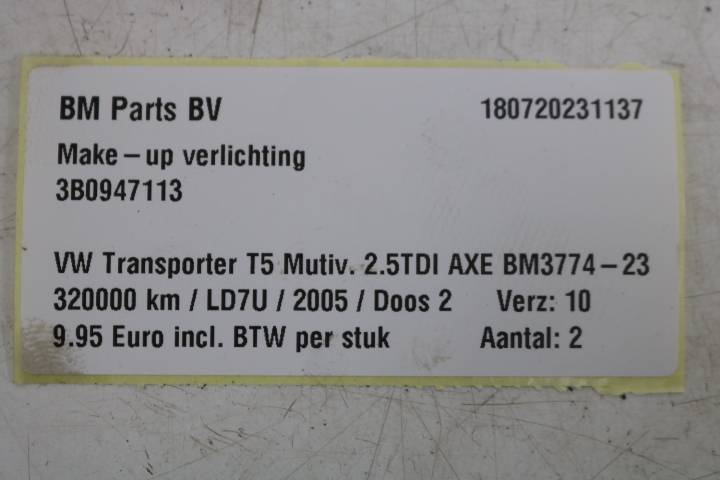 BM Parts BV 180720231137
Make-up verlichting
3B0947113
VW Transporter T5 Mutiv. 2.5TDI AXE BM3774-23
320000 km / LD7U / 2005 / Doos 2 Verz: 10
9.95 Euro incl. BTW per stuk Aantal: 2